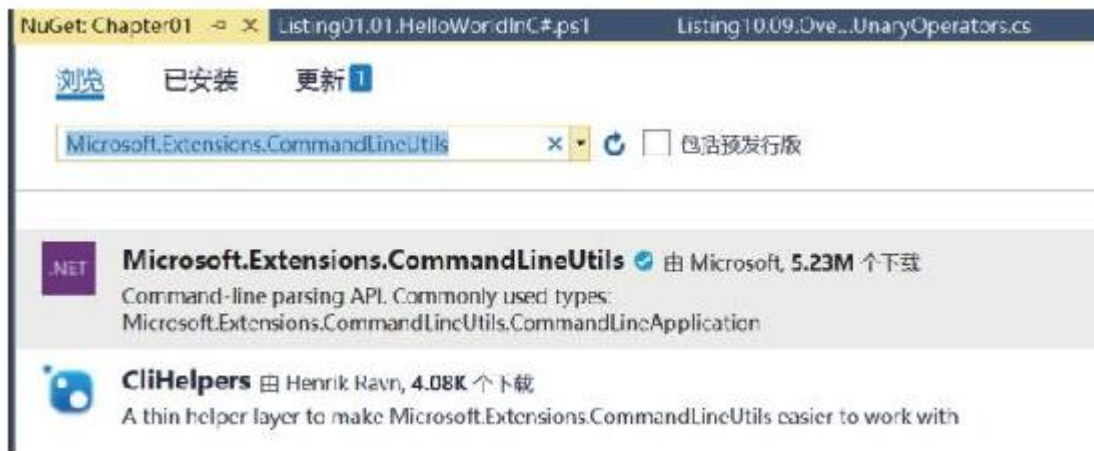 NuGet: Chapter01 Listing01.01.HelloWorldInC#.ps1 Listing10.09.Ove...UnaryOperators.cs
浏览 已安装 更新 1
Microsoft.Extensions.CommandLineUtils 包括预发行版
.NET Microsoft.Extensions.CommandLineUtils 由 Microsoft, 5.23M 个下载
Command-line parsing API. Commonly used types:
Microsoft.Extensions.CommandLineUtils.CommandLineApplication
CliHelpers 由 Henrik Ravn, 4.08K 个下载
A thin helper layer to make Microsoft.Extensions.CommandLineUtils easier to work with